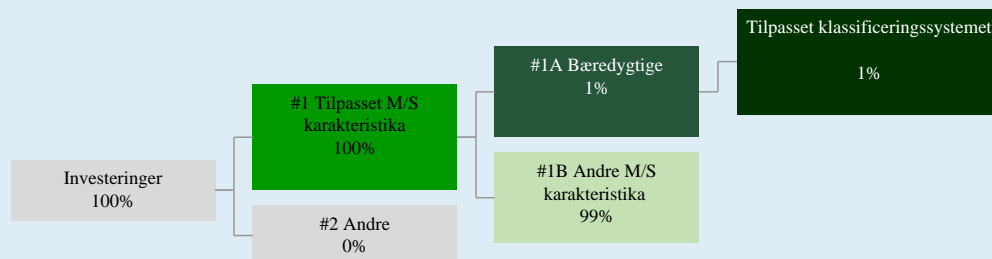 Investeringer
100%
#1 Tilpasset M/S
karakteristika
100%
#2 Andre
0%
#1A Bæredygtige
1%
#1B Andre M/S
karakteristika
99%
Tilpasset klassificeringssystemet
1%